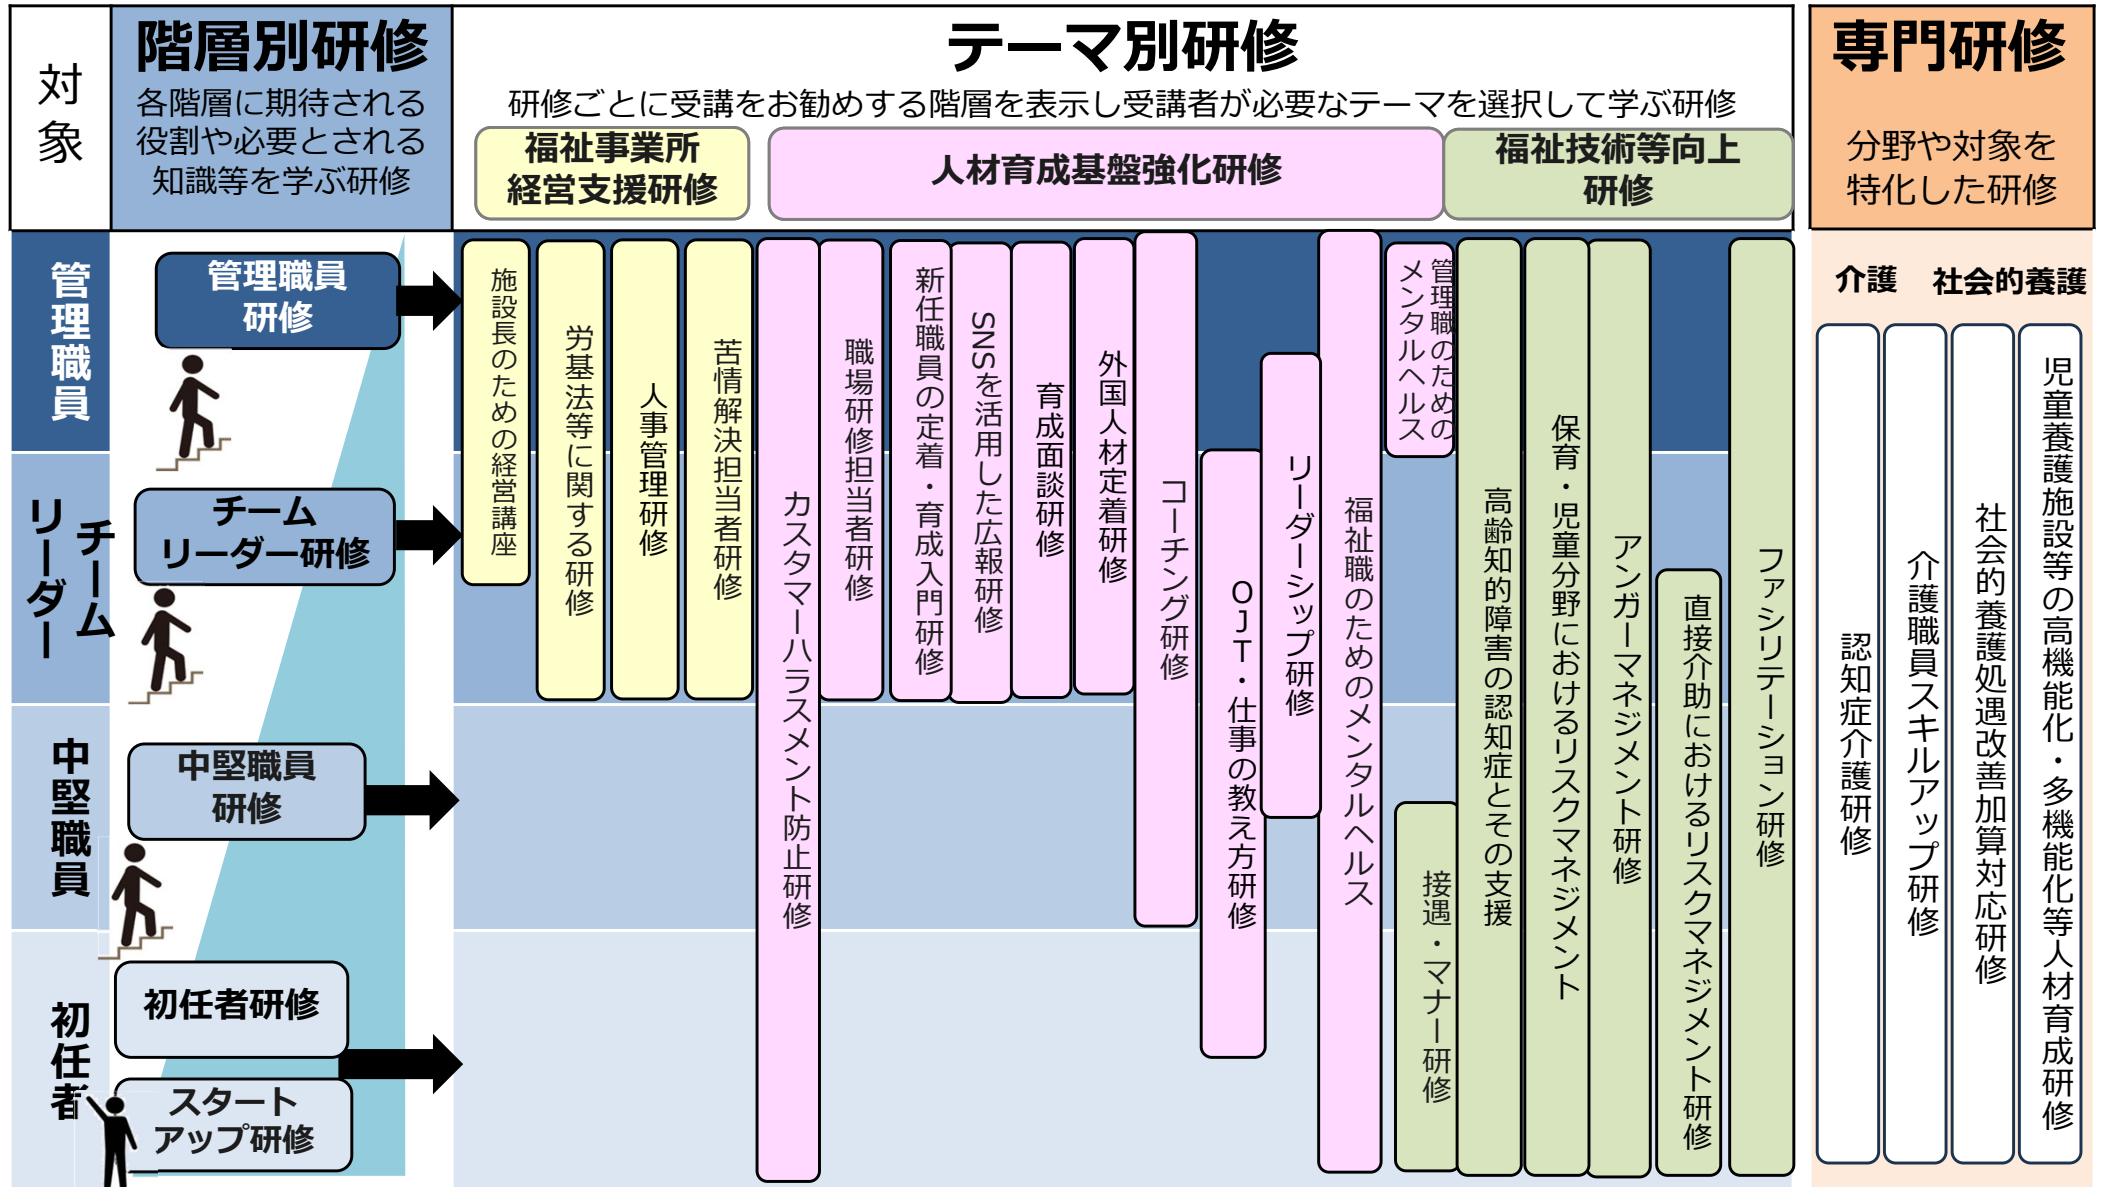 対
象
階層別研修
各階層に期待される
役割や必要とされる
知識等を学ぶ研修
テーマ別研修
研修ごとに受講をお勧めする階層を表示し受講者が必要なテーマを選択して学ぶ研修
福祉事業所
経営支援研修
人材育成基盤強化研修
福祉技術等向上
研修
専門研修
分野や対象を
特化した研修
管理職員
チーム
リーダー
中堅職員
初任者
管理職員
研修
チーム
リーダー研修
中堅職員
研修
初任者研修
スタート
アップ研修
施設長のための経営講座
労基法等に関する研修
人事管理研修
苦情解決担当者研修
カスタマーハラスメント防止研修
職場研修担当者研修
新任職員の定着・育成入門研修
SNSを活用した広報研修
育成面談研修
外国人材定着研修
コーチング研修
OJT・仕事の教え方研修
リーダーシップ研修
福祉職のためのメンタルヘルス
管理職のための
メンタルヘルス
接遇・マナー研修
高齢知的障害の認知症とその支援
保育・児童分野におけるリスクマネジメント
アンガーマネジメント研修
直接介助におけるリスクマネジメント研修
ファシリテーション研修
介護
社会的養護
認知症介護研修
介護職員スキルアップ研修
社会的養護処遇改善加算対応研修
児童養護施設等の高機能化・多機能化等人材育成研修